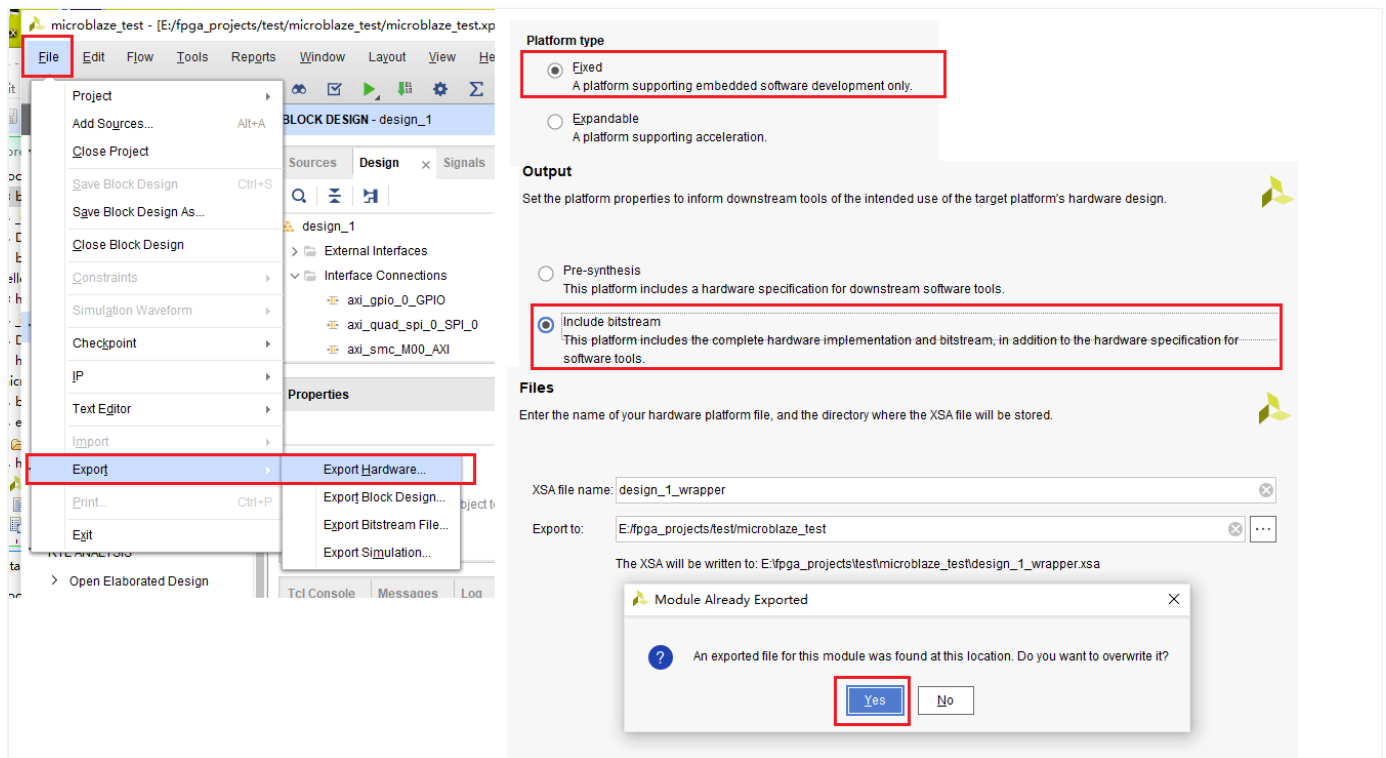 microblaze_test - [E:/fpga_projects/test/microblaze_test/microblaze_test.xp
File Edit Flow Tools Reports Window Layout View He
Project
Add Sources... Alt+A
Close Project
Save Block Design Ctrl+S
Save Block Design As...
Close Block Design
Constraints
Simulation Waveform
Checkpoint
IP
Text Editor
Import
Export
Print... Ctrl+P
Exit
Export Hardware...
Export Block Design...
Export Bitstream File...
Export Simulation...
BLOCK DESIGN - design_1
Sources Design Signals
design_1
External Interfaces
Interface Connections
axi_gpio_0_GPIO
axi_quad_spi_0_SPI_0
axi_smc_M00_AXI
Properties
bject to
RTL ANALYSIS
Open Elaborated Design
Tcl Console Messages Log
Platform type
Fixed
A platform supporting embedded software development only.
Expandable
A platform supporting acceleration.
Output
Set the platform properties to inform downstream tools of the intended use of the target platform's hardware design.
Pre-synthesis
This platform includes a hardware specification for downstream software tools.
Include bitstream
This platform includes the complete hardware implementation and bitstream, in addition to the hardware specification for
software tools.
Files
Enter the name of your hardware platform file, and the directory where the XSA file will be stored.
XSA file name: design_1_wrapper
Export to: E:/fpga_projects/test/microblaze_test
The XSA will be written to: E:\fpga_projects\test\microblaze_test\design_1_wrapper.xsa
Module Already Exported
An exported file for this module was found at this location. Do you want to overwrite it?
Yes No